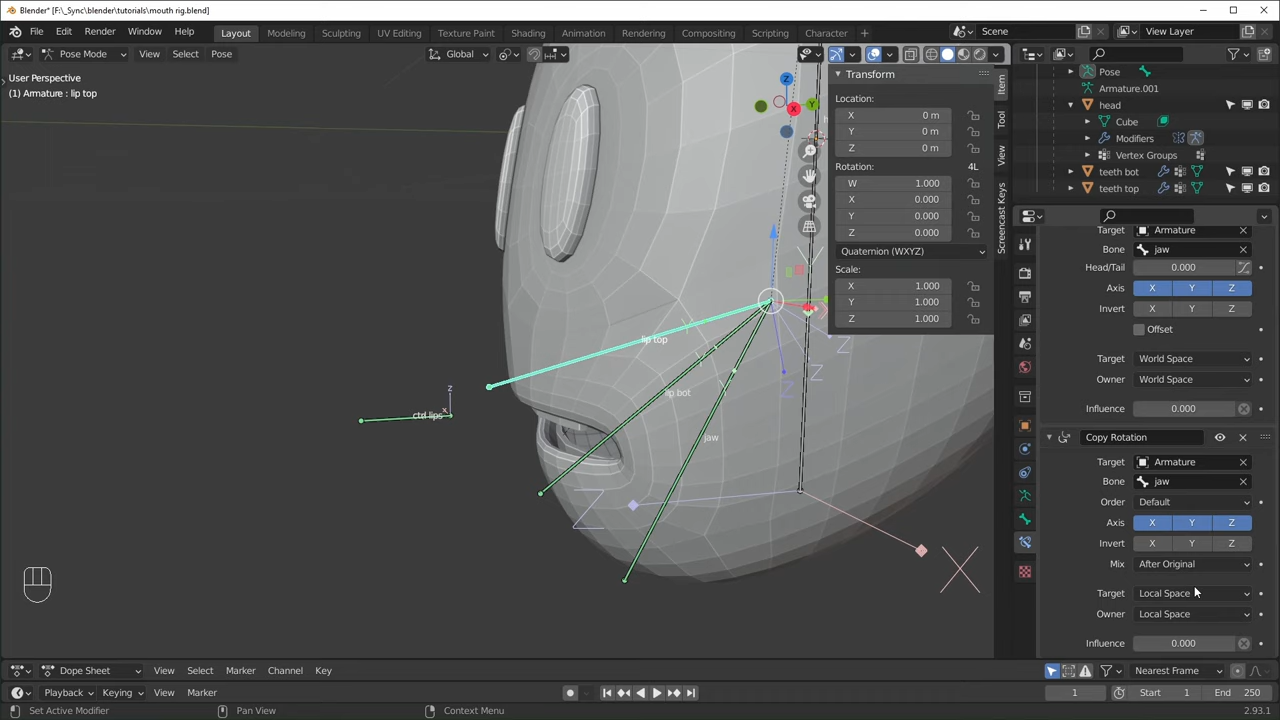 Blender* [F:\_Sync\blender\tutorials\mouth rig.blend]
File Edit Render Window Help Layout Modeling Sculpting UV Editing Texture Paint Shading Animation Rendering Compositing Scripting Character + Scene View Layer
Pose Mode View Select Pose Global
User Perspective
(1) Armature : lip top
Transform
Location:
X 0 m
Y 0 m
Z 0 m
Rotation: 4L
W 1.000
X 0.000
Y 0.000
Z 0.000
Quaternion (WXYZ)
Scale:
X 1.000
Y 1.000
Z 1.000
Item
Tool
View
Screencast Keys
Z
Y
X
lip top
lip bot
jaw
ctrl lips
z
x
Z
Z
Z
Z
X
Pose
Armature.001
head
Cube
Modifiers
Vertex Groups
teeth bot
teeth top
Target Armature
Bone jaw
Head/Tail 0.000
Axis X Y Z
Invert X Y Z
Offset
Target World Space
Owner World Space
Influence 0.000
Copy Rotation
Target Armature
Bone jaw
Order Default
Axis X Y Z
Invert X Y Z
Mix After Original
Target Local Space
Owner Local Space
Influence 0.000
Dope Sheet View Select Marker Channel Key Nearest Frame
Playback Keying View Marker 1 Start 1 End 250
Set Active Modifier Pan View Context Menu 2.93.1